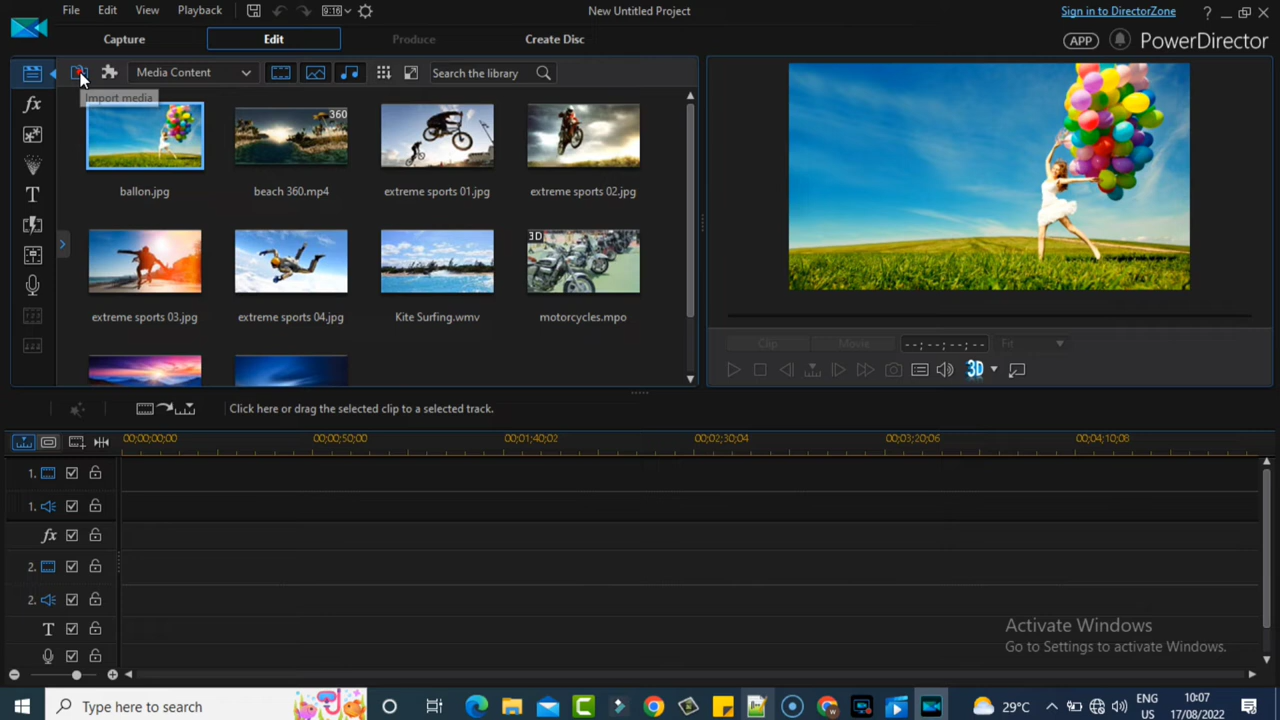 File Edit View Playback 9:16 New Untitled Project Sign in to DirectorZone ?
Capture Edit Produce Create Disc APP PowerDirector
fx Media Content Search the library
Import media
360
ballon.jpg beach 360.mp4 extreme sports 01.jpg extreme sports 02.jpg
T
3D
extreme sports 03.jpg extreme sports 04.jpg Kite Surfing.wmv motorcycles.mpo
Clip Movie --;--;--;-- Fit
3D
Click here or drag the selected clip to a selected track.
00;00;00;00 00;00;50;00 00;01;40;02 00;02;30;04 00;03;20;06 00;04;10;08
1.
1.
fx
2.
2.
T
Activate Windows
Go to Settings to activate Windows.
Type here to search 29°C ENG US 10:07 17/08/2022